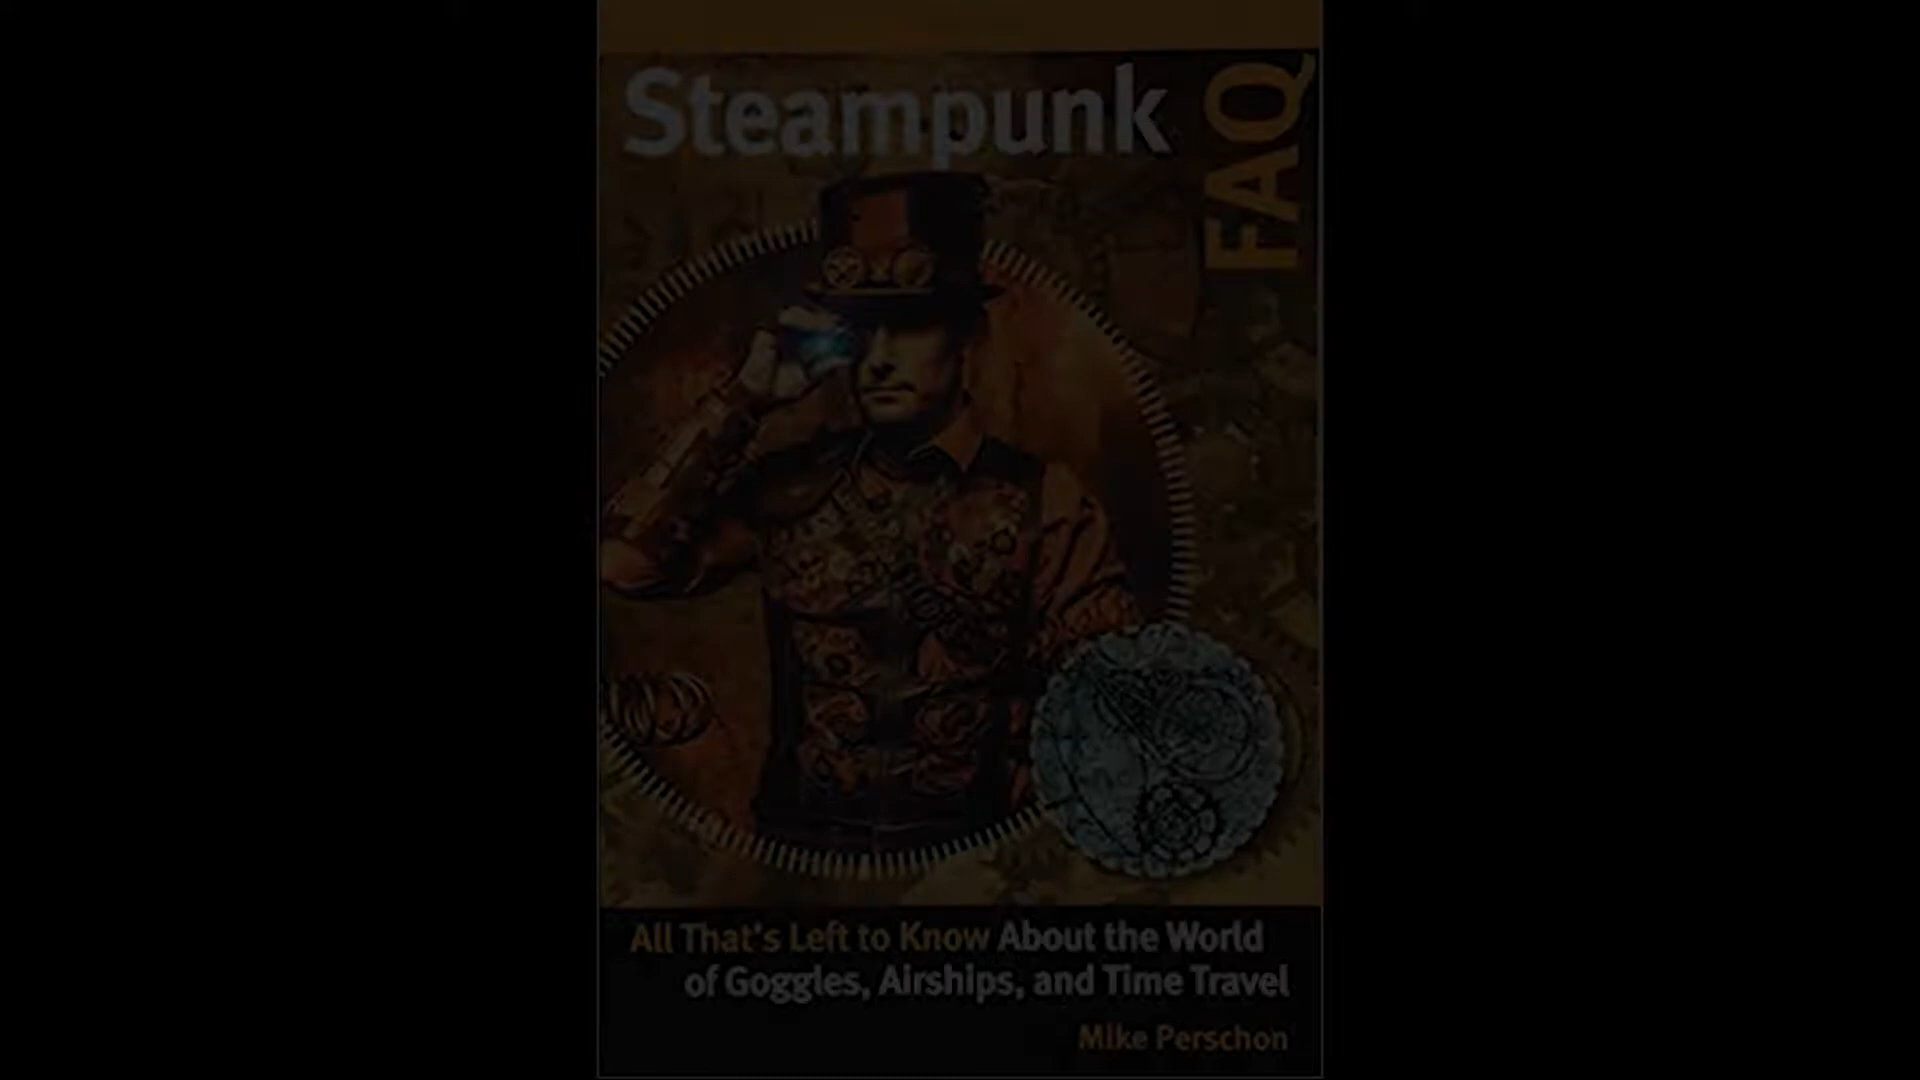 Steampunk
FAQ
All That's Left to Know About the World
of Goggles, Airships, and Time Travel
Mike Perschon